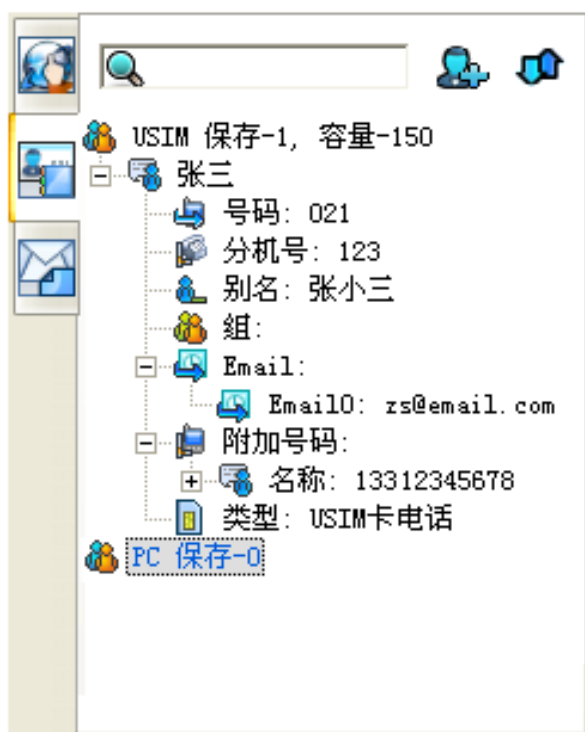 USIM 保存-1, 容量-150
张三
号码: 021
分机号: 123
别名: 张小三
组:
Email:
Email0: zs@email.com
附加号码:
名称: 13312345678
类型: USIM卡电话
PC 保存-0